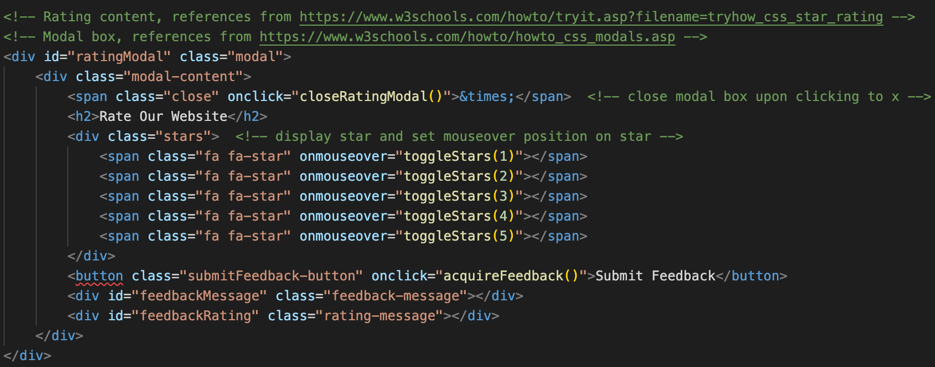 <!-- Rating content, references from https://www.w3schools.com/howto/tryit.asp?filename=tryhow_css_star_rating -->
<!-- Modal box, references from https://www.w3schools.com/howto/howto_css_modals.asp -->
<div id="ratingModal" class="modal">
    <div class="modal-content">
        <span class="close" onclick="closeRatingModal()">&times;</span>  <!-- close modal box upon clicking to x -->
        <h2>Rate Our Website</h2>
        <div class="stars">  <!-- display star and set mouseover position on star -->
            <span class="fa fa-star" onmouseover="toggleStars(1)"></span>
            <span class="fa fa-star" onmouseover="toggleStars(2)"></span>
            <span class="fa fa-star" onmouseover="toggleStars(3)"></span>
            <span class="fa fa-star" onmouseover="toggleStars(4)"></span>
            <span class="fa fa-star" onmouseover="toggleStars(5)"></span>
        </div>
        <button class="submitFeedback-button" onclick="acquireFeedback()">Submit Feedback</button>
        <div id="feedbackMessage" class="feedback-message"></div>
        <div id="feedbackRating" class="rating-message"></div>
    </div>
</div>